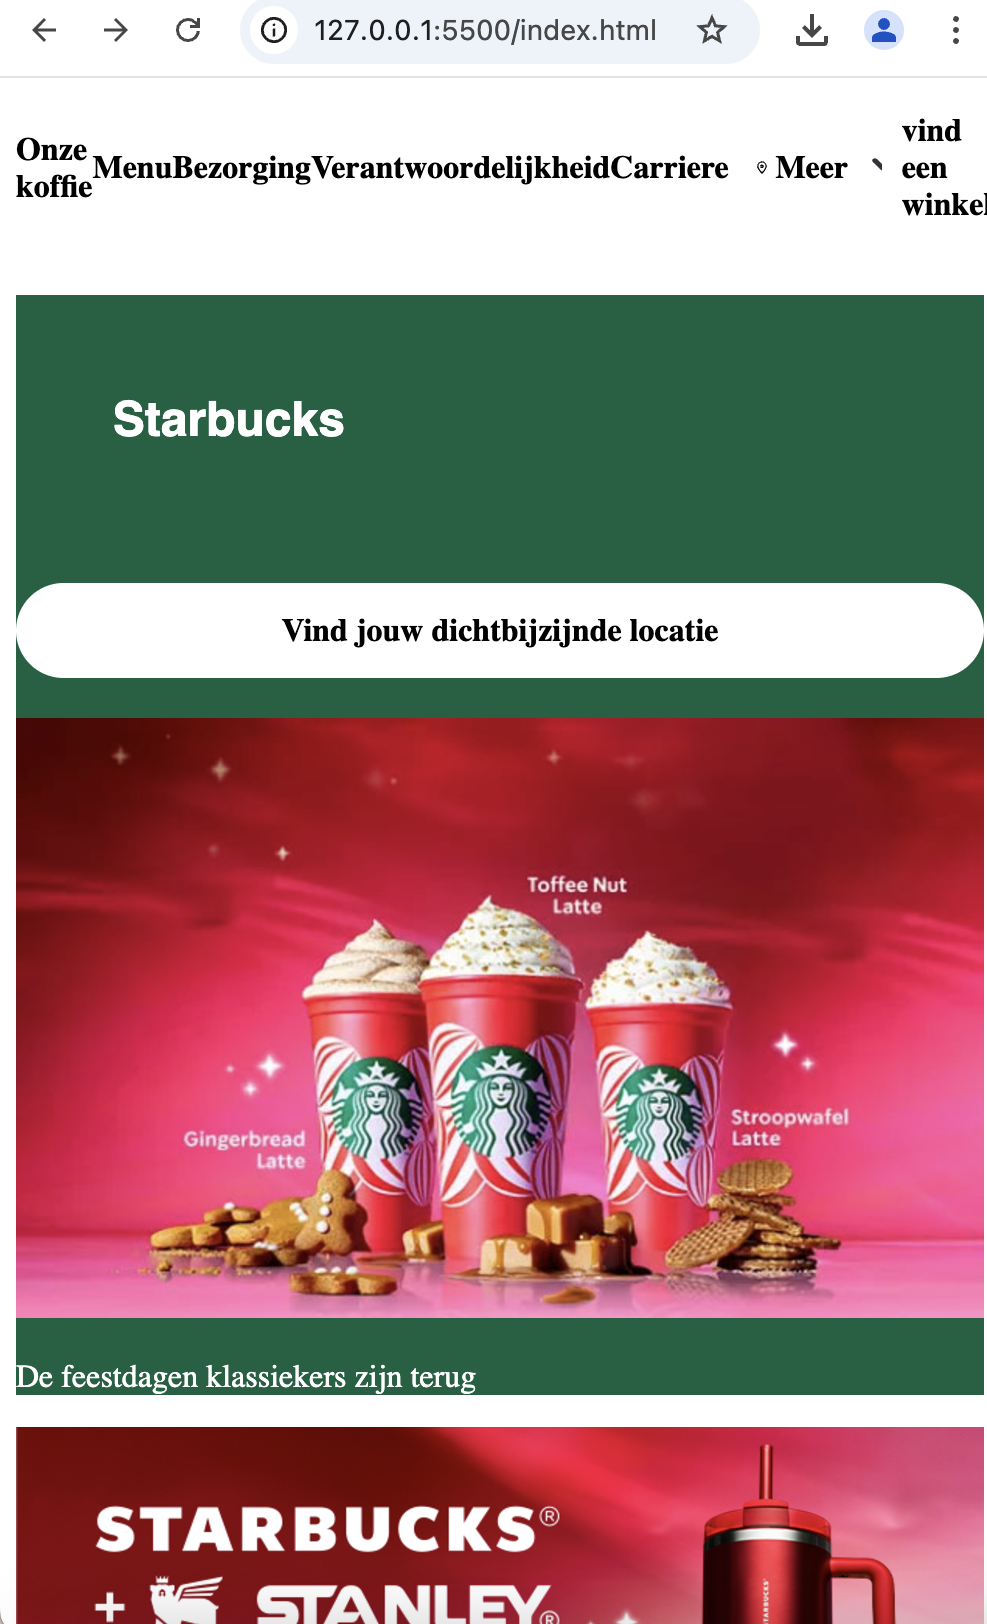 127.0.0.1:5500/index.html
Onze
koffie
Menu
Bezorging
Verantwoordelijkheid
Carriere
Meer
vind
een
winkel
Starbucks
Vind jouw dichtbijzijnde locatie
Toffee Nut
Latte
Gingerbread
Latte
Stroopwafel
Latte
De feestdagen klassiekers zijn terug
STARBUCKS®
+ STANLEY®
STARBUCKS